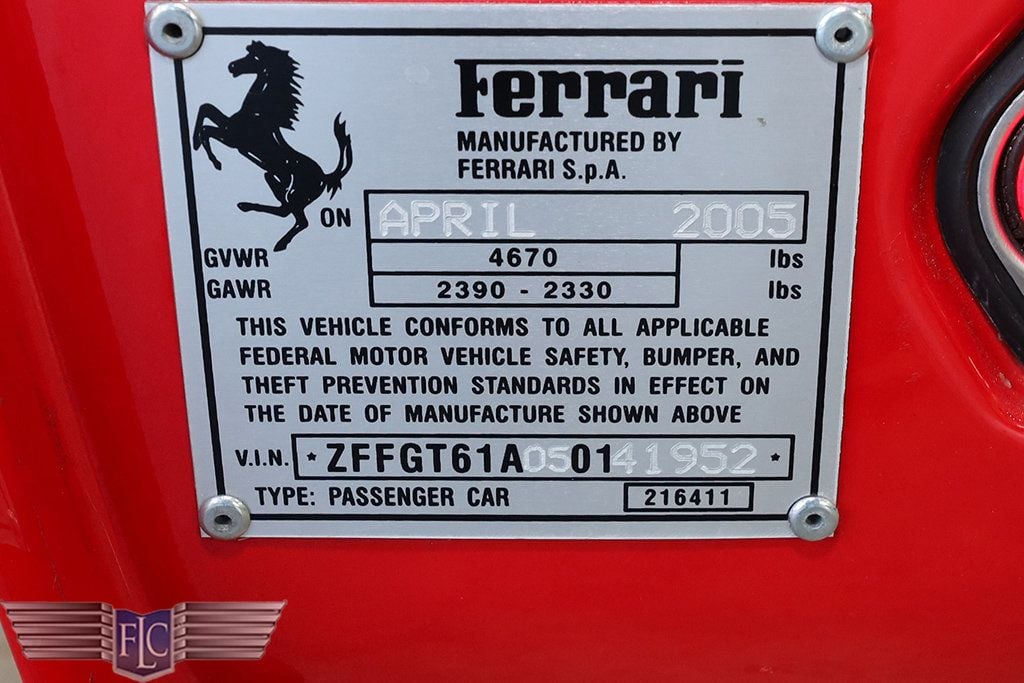 Ferrari
MANUFACTURED BY
FERRARI S.p.A.
ON APRIL 2005
GVWR 4670 lbs
GAWR 2390 - 2330 lbs
THIS VEHICLE CONFORMS TO ALL APPLICABLE
FEDERAL MOTOR VEHICLE SAFETY, BUMPER, AND
THEFT PREVENTION STANDARDS IN EFFECT ON
THE DATE OF MANUFACTURE SHOWN ABOVE
V.I.N. * ZFFGT61A050141952 *
TYPE: PASSENGER CAR 216411
FLC